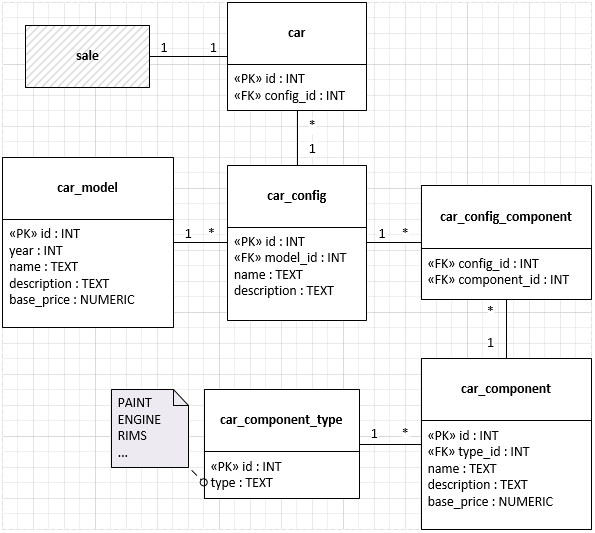 sale
1
1
car
«PK» id : INT
«FK» config_id : INT
*
1
car_model
«PK» id : INT
year : INT
name : TEXT
description : TEXT
base_price : NUMERIC
1
*
car_config
«PK» id : INT
«FK» model_id : INT
name : TEXT
description : TEXT
1
*
car_config_component
«FK» config_id : INT
«FK» component_id : INT
*
1
PAINT
ENGINE
RIMS
...
car_component_type
«PK» id : INT
type : TEXT
1
*
car_component
«PK» id : INT
«FK» type_id : INT
name : TEXT
description : TEXT
base_price : NUMERIC